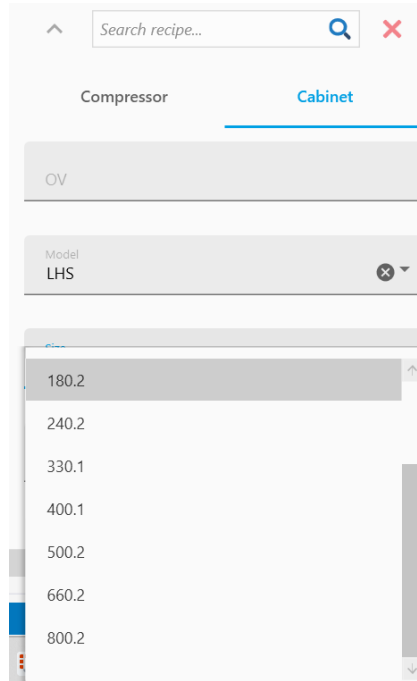 Search recipe...
Compressor Cabinet
OV
Model
LHS
Size
180.2
240.2
330.1
400.1
500.2
660.2
800.2